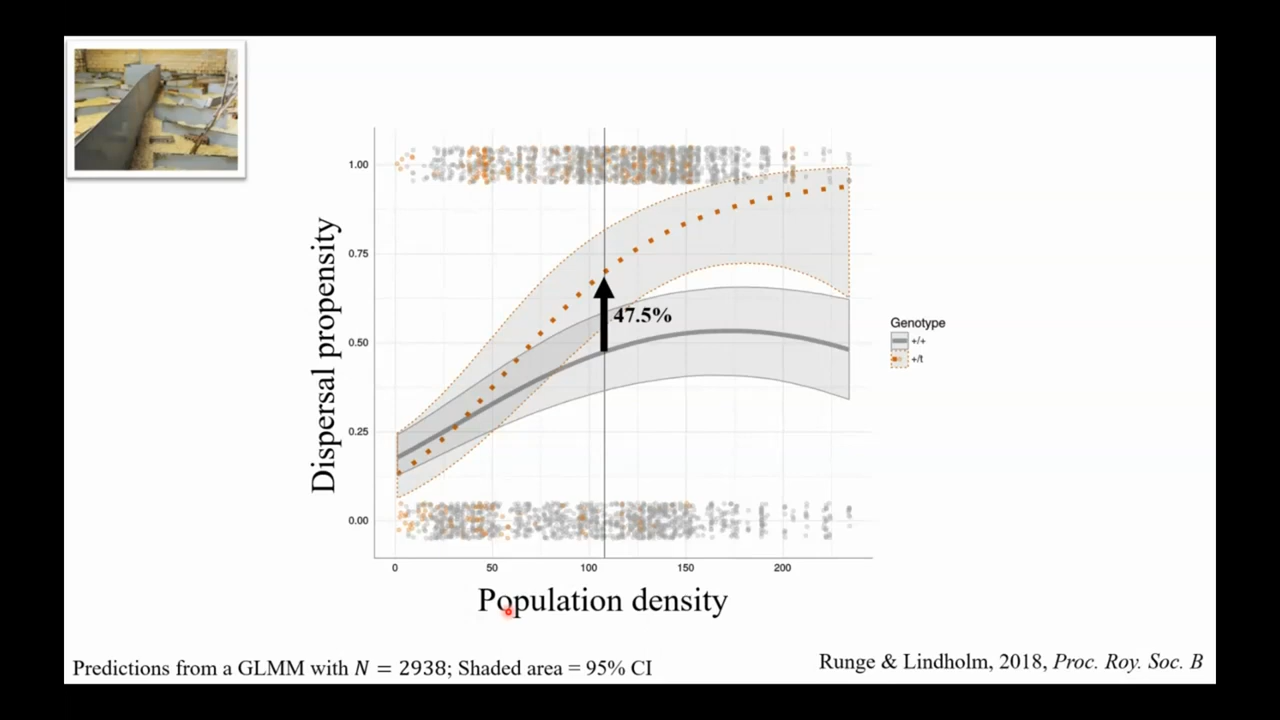 Dispersal propensity
1.00
0.75
0.50
0.25
0.00
47.5%
Genotype
+/+
+/t
0 50 100 150 200
Population density
Predictions from a GLMM with N = 2938; Shaded area = 95% CI
Runge & Lindholm, 2018, Proc. Roy. Soc. B